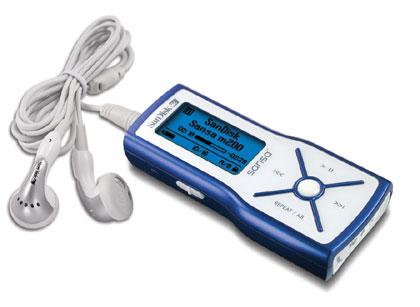 SanDisk
SanDisk
Sansa m200
sansa
REPEAT / AB